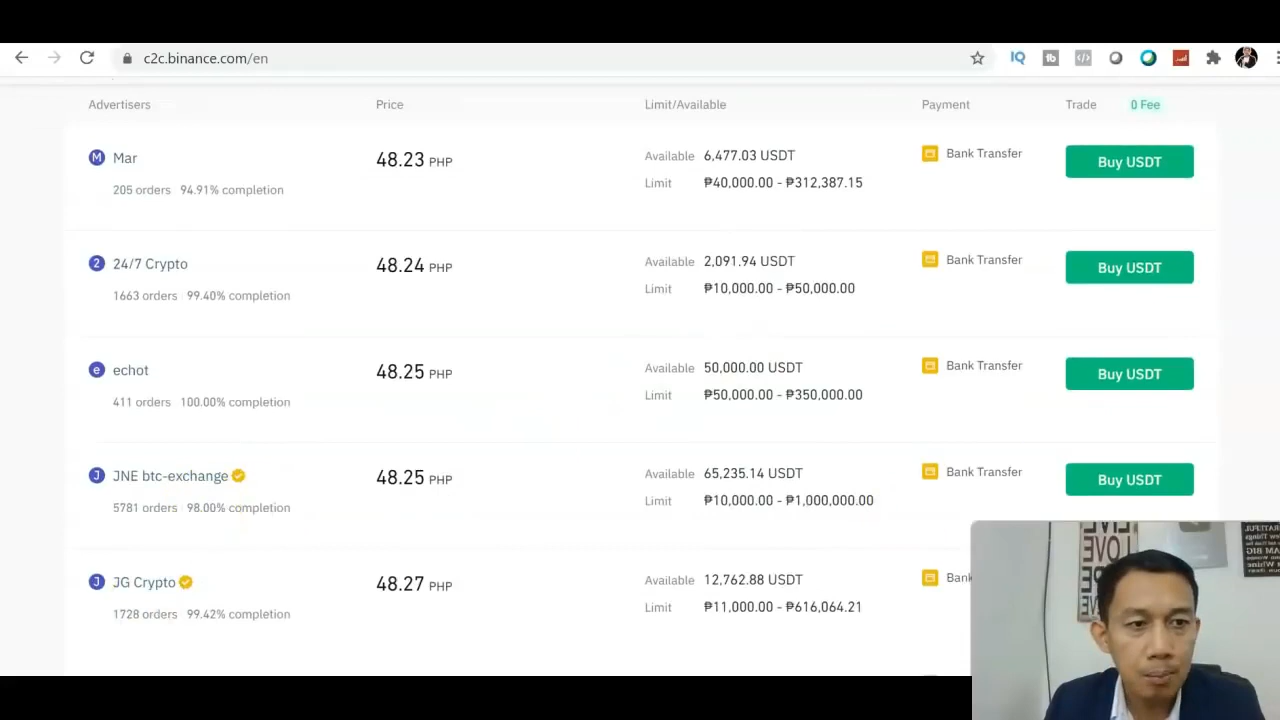 c2c.binance.com/en
Advertisers Price Limit/Available Payment Trade 0 Fee
M Mar 48.23 PHP Available 6,477.03 USDT Bank Transfer Buy USDT
205 orders 94.91% completion Limit ₱40,000.00 - ₱312,387.15
2 24/7 Crypto 48.24 PHP Available 2,091.94 USDT Bank Transfer Buy USDT
1663 orders 99.40% completion Limit ₱10,000.00 - ₱50,000.00
e echot 48.25 PHP Available 50,000.00 USDT Bank Transfer Buy USDT
411 orders 100.00% completion Limit ₱50,000.00 - ₱350,000.00
J JNE btc-exchange 48.25 PHP Available 65,235.14 USDT Bank Transfer Buy USDT
5781 orders 98.00% completion Limit ₱10,000.00 - ₱1,000,000.00
J JG Crypto 48.27 PHP Available 12,762.88 USDT Bank
1728 orders 99.42% completion Limit ₱11,000.00 - ₱616,064.21
IQ
tb
LOVE